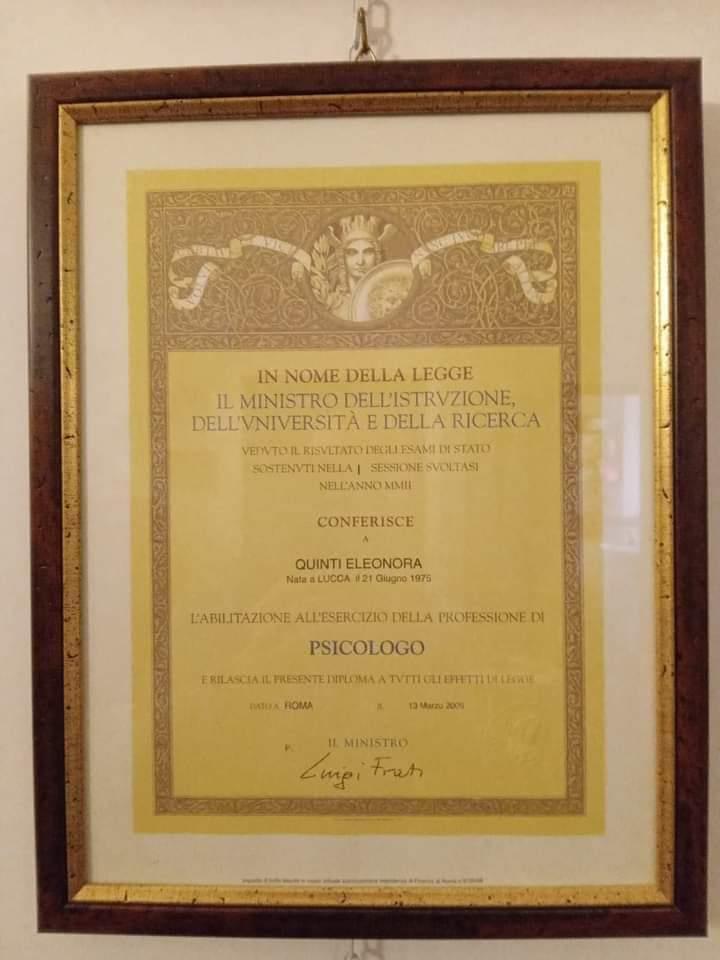 IN NOME DELLA LEGGE
IL MINISTRO DELL'ISTRVZIONE,
DELL'VNIVERSITÀ E DELLA RICERCA
VEDVTO IL RISVLTATO DEGLI ESAMI DI STATO
SOSTENVTI NELLA I SESSIONE SVOLTASI
NELL'ANNO MMII
CONFERISCE
A
QUINTI ELEONORA
Nata a LUCCA il 21 Giugno 1975
L'ABILITAZIONE ALL'ESERCIZIO DELLA PROFESSIONE DI
PSICOLOGO
E RILASCIA IL PRESENTE DIPLOMA A TVTTI GLI EFFETTI DI LEGGE
DATO A ROMA IL 13 Marzo
P. IL MINISTRO
Luigi Frati